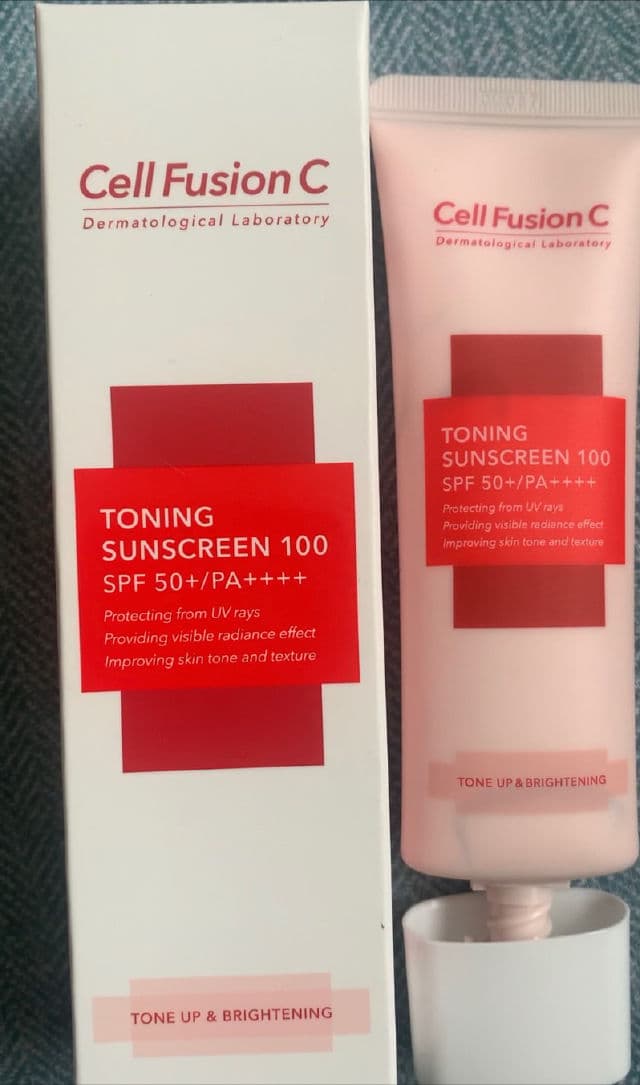 Cell Fusion C
Dermatological Laboratory
TONING
SUNSCREEN 100
SPF 50+/PA++++
Protecting from UV rays
Providing visible radiance effect
Improving skin tone and texture
TONE UP & BRIGHTENING
Cell Fusion C
Dermatological Laboratory
TONING
SUNSCREEN 100
SPF 50+/PA++++
Protecting from UV rays
Providing visible radiance effect
Improving skin tone and texture
TONE UP & BRIGHTENING